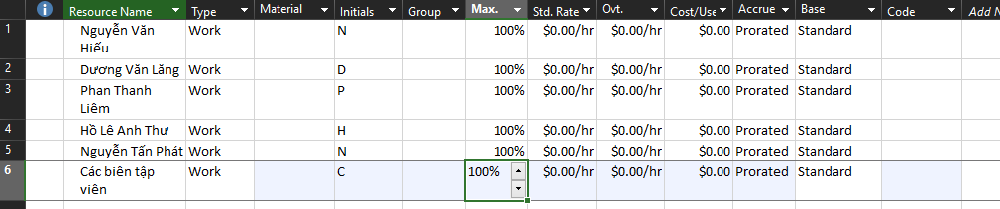 Resource Name Type Material Initials Group Max. Std. Rate Ovt. Cost/Use Accrue Base Code Add N
1 Nguyễn Văn Work N 100% $0.00/hr $0.00/hr $0.00 Prorated Standard
Hiếu
2 Dương Văn Lăng Work D 100% $0.00/hr $0.00/hr $0.00 Prorated Standard
3 Phan Thanh Work P 100% $0.00/hr $0.00/hr $0.00 Prorated Standard
Liêm
4 Hồ Lê Anh Thư Work H 100% $0.00/hr $0.00/hr $0.00 Prorated Standard
5 Nguyễn Tấn Phát Work N 100% $0.00/hr $0.00/hr $0.00 Prorated Standard
6 Các biên tập Work C 100% $0.00/hr $0.00/hr $0.00 Prorated Standard
viên